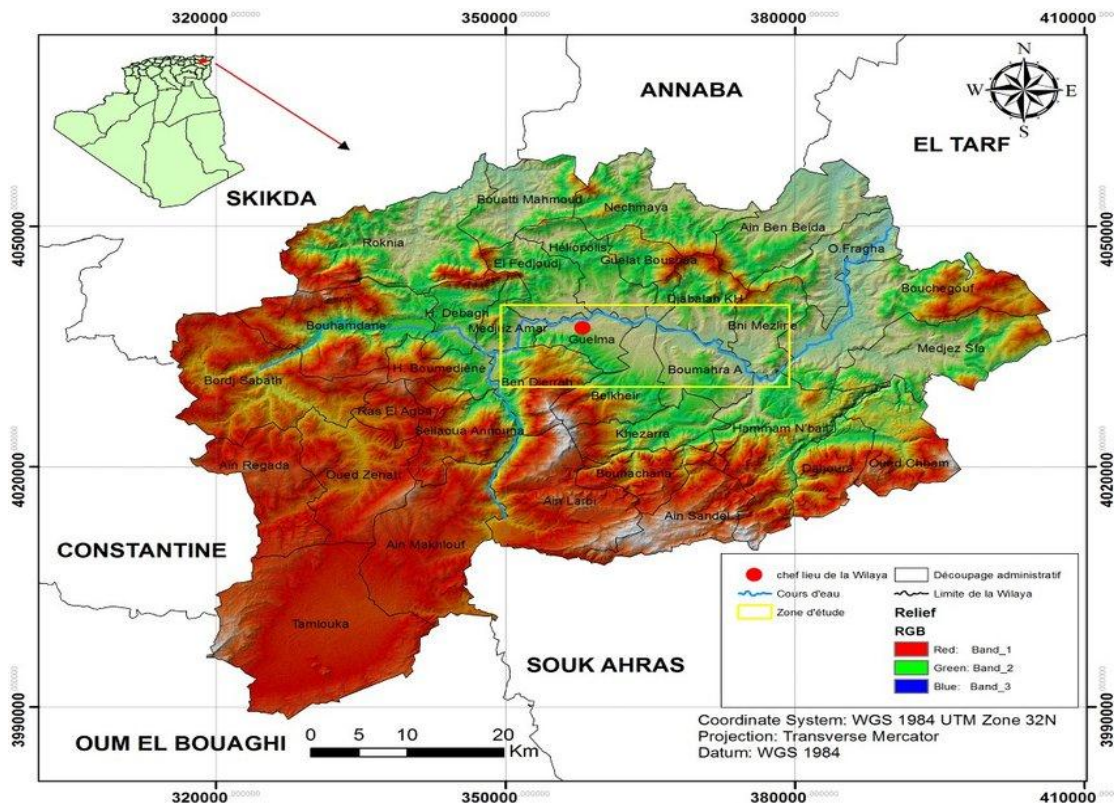 320000
350000
380000
410000
N
W
E
S
ANNABA
EL TARF
SKIKDA
Bouatti Mahmoud
Nechmaya
Ain Ben Beida
4050000
4050000
Roknia
Héliopolis
O.Fragha
El Fedjoudj
Guelat Bousbaa
Bouchegouf
Djabalah KH
H. Debagh
Bouhamdane
Medjez Amar
Bni Mezline
Guelma
Medjez Sfa
H. Boumediene
Boumahra A
Bordj Sabath
Ben Djerrah
Belkheir
Ras El Agba
Sellaoua Announa
Khezarra
Hammam N'bail
Ain Regada
Oued Zenati
Bouhachana
Dahoura
Oued Cheham
4020000
4020000
Ain Larbi
Ain Sandel
Ain Makhlouf
CONSTANTINE
chef lieu de la Wilaya
Découpage administratif
Cours d'eau
Limite de la Wilaya
Zone d'étude
Relief
RGB
Tamlouka
Red: Band_1
Green: Band_2
Blue: Band_3
SOUK AHRAS
3990000
3990000
Coordinate System: WGS 1984 UTM Zone 32N
Projection: Transverse Mercator
Datum: WGS 1984
OUM EL BOUAGHI
0 5 10 20
Km
320000
350000
380000
410000